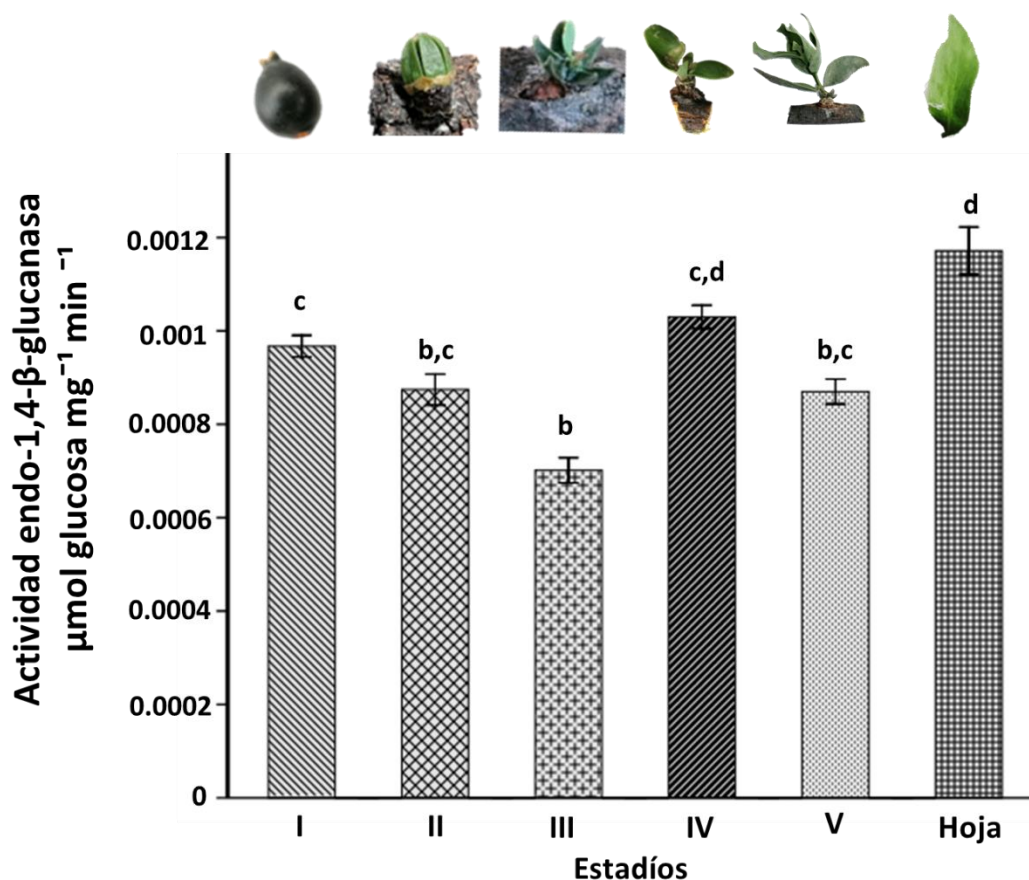 Actividad endo-1,4-β-glucanasa
μmol glucosa mg⁻¹ min ⁻¹
0.0012
0.001
0.0008
0.0006
0.0004
0.0002
0
c
b,c
b
c,d
b,c
d
I
II
III
IV
V
Hoja
Estadíos